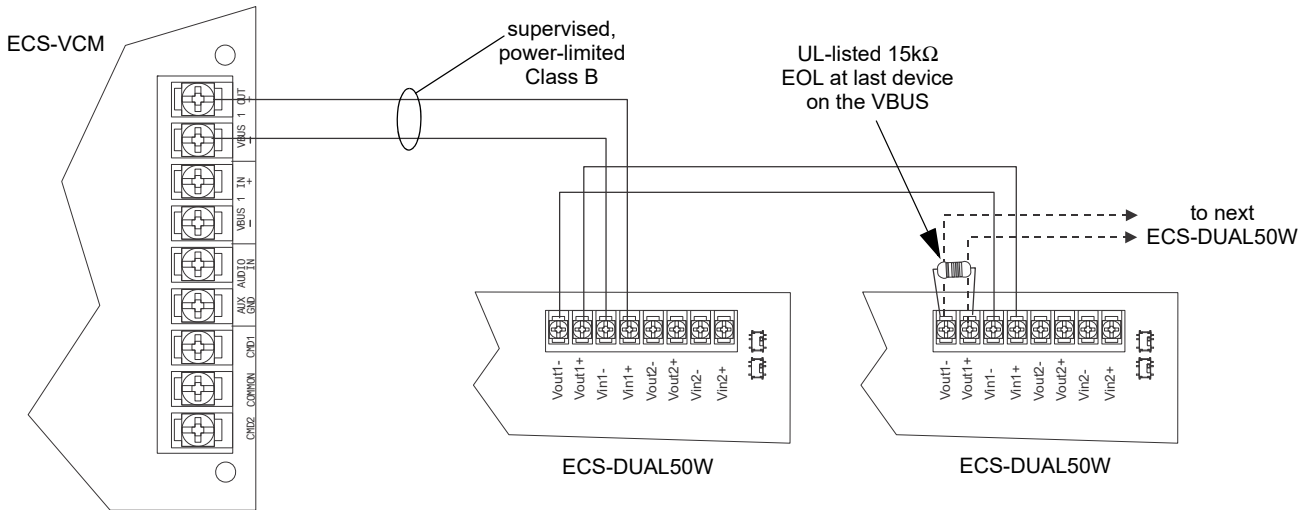 ECS-VCM
supervised,
power-limited
Class B
UL-listed 15kΩ
EOL at last device
on the VBUS
VBUS 1 OUT
+
−
VBUS 1 IN
+
−
AUDIO
IN
AUX
GND
CMD1
COMMON
CMD2
to next
ECS-DUAL50W
Vout1-
Vout1+
Vin1-
Vin1+
Vout2-
Vout2+
Vin2-
Vin2+
ECS-DUAL50W
Vout1-
Vout1+
Vin1-
Vin1+
Vout2-
Vout2+
Vin2-
Vin2+
ECS-DUAL50W